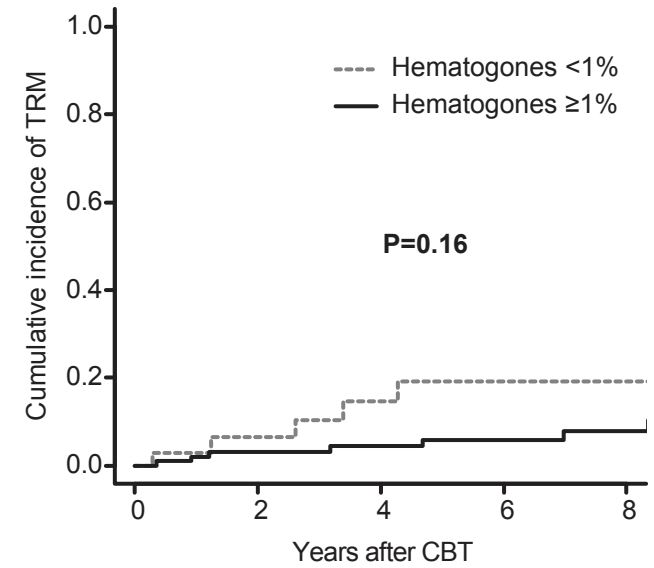 Cumulative incidence of TRM
1.0
0.8
0.6
0.4
0.2
0.0
Hematogones <1%
Hematogones ≥1%
P=0.16
0 2 4 6 8
Years after CBT